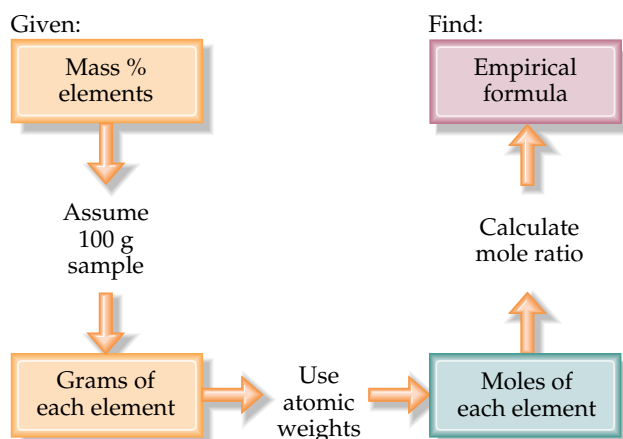 Given:
Mass %
elements
Assume
100 g
sample
Grams of
each element
Use
atomic
weights
Moles of
each element
Calculate
mole ratio
Find:
Empirical
formula